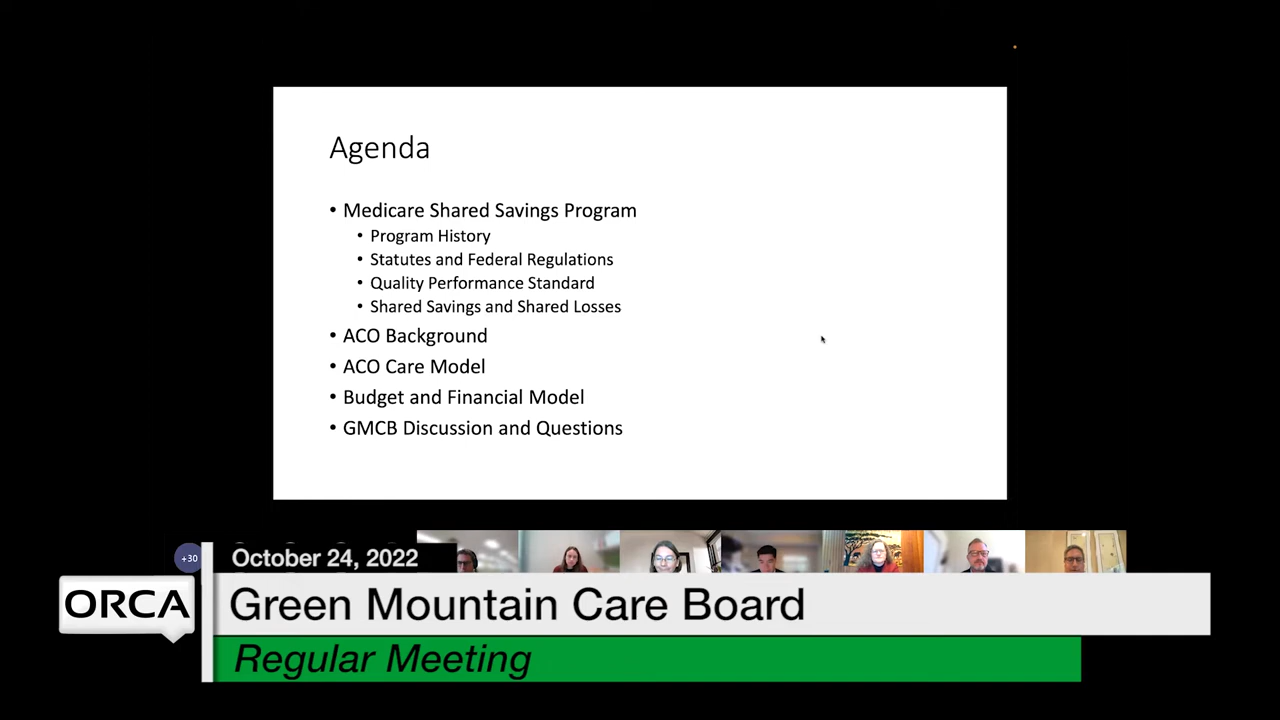 Agenda
• Medicare Shared Savings Program
• Program History
• Statutes and Federal Regulations
• Quality Performance Standard
• Shared Savings and Shared Losses
• ACO Background
• ACO Care Model
• Budget and Financial Model
• GMCB Discussion and Questions
+30
October 24, 2022
ORCA
Green Mountain Care Board
Regular Meeting